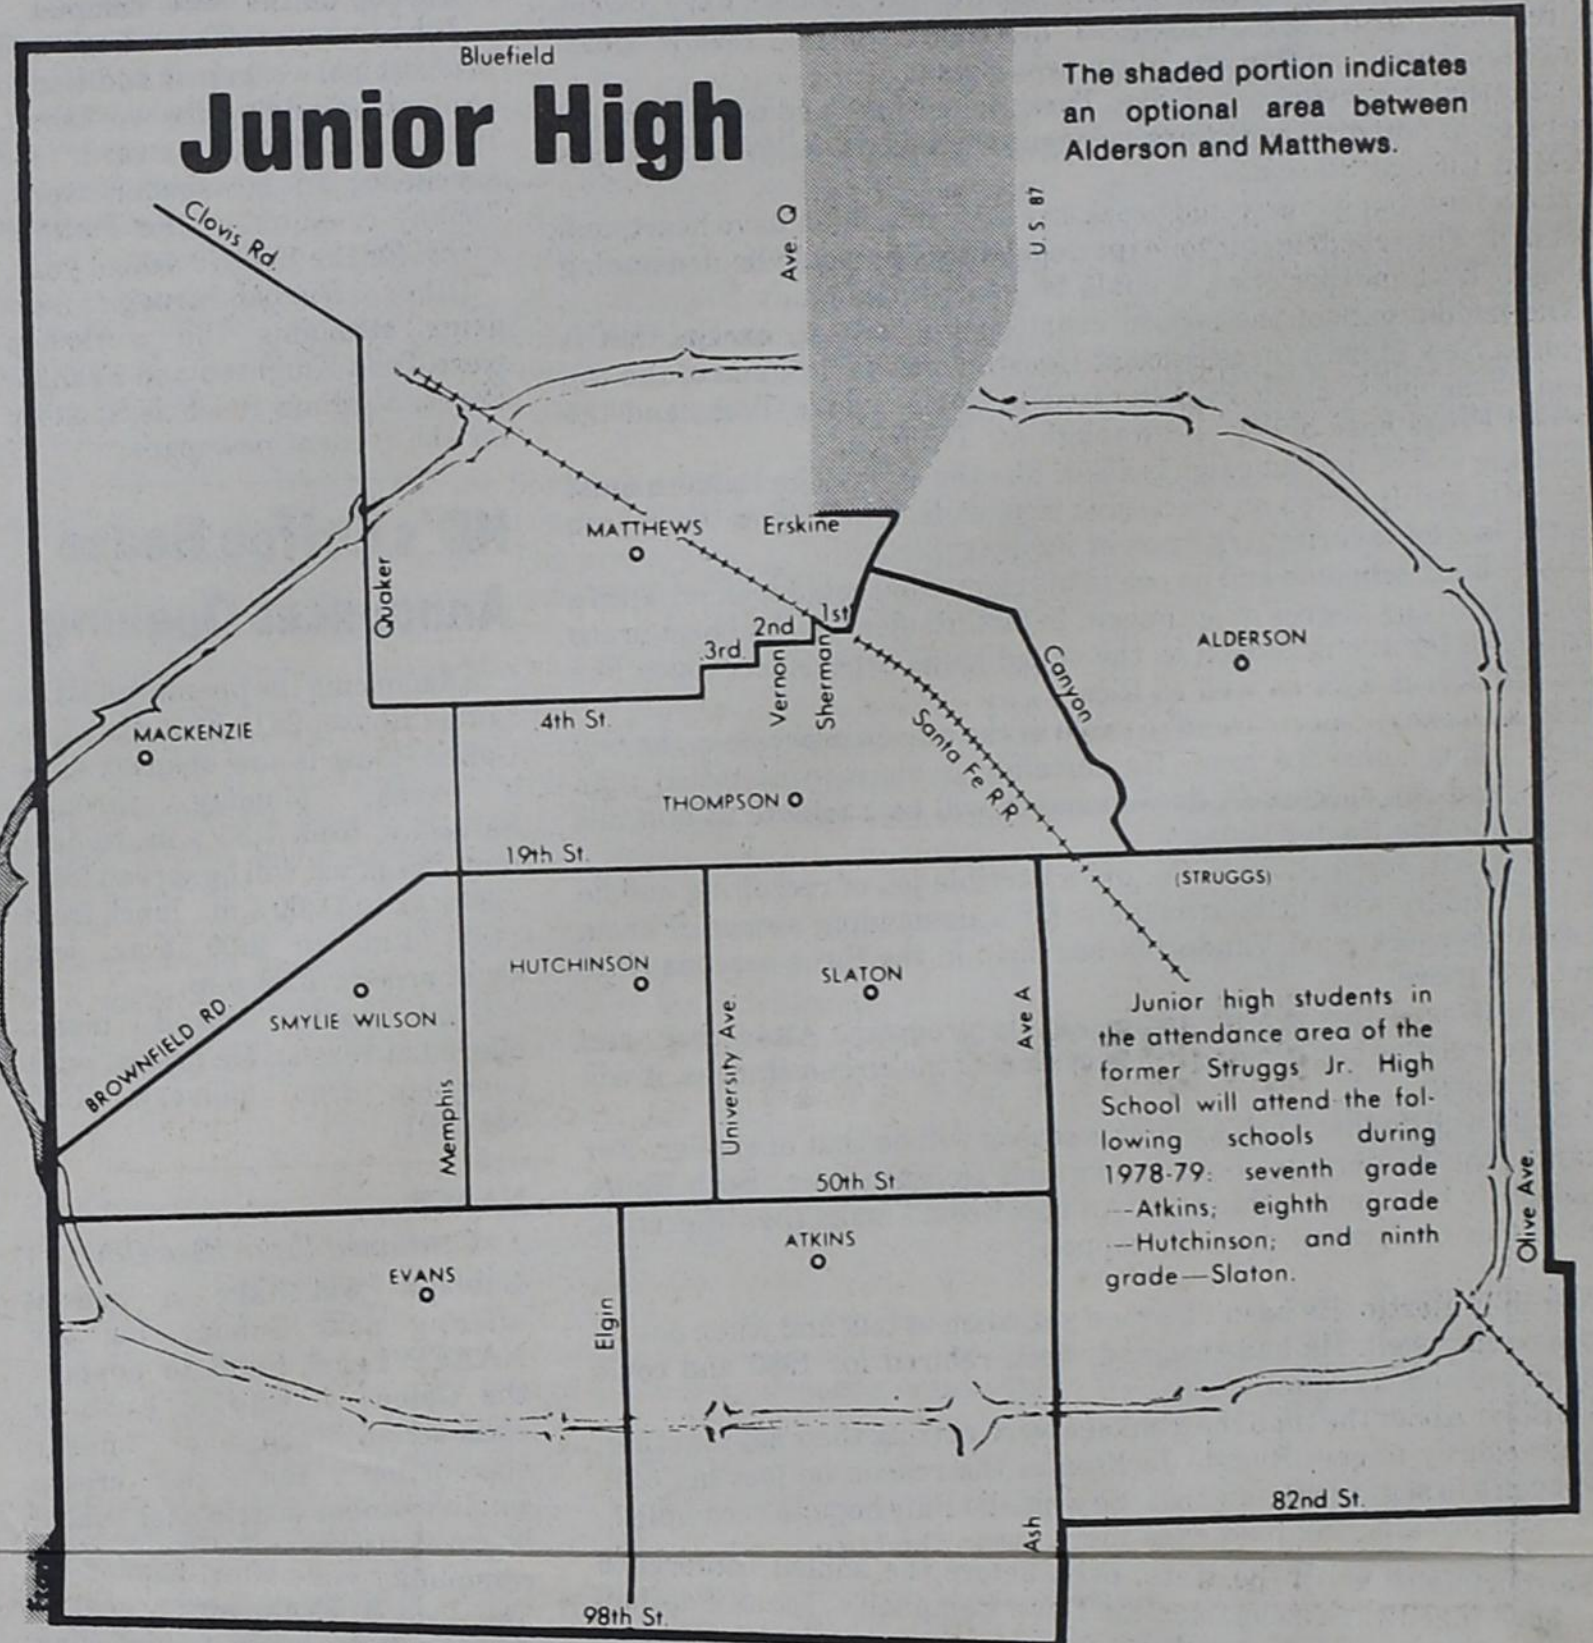 Bluefield
Junior High
The shaded portion indicates
an optional area between
Alderson and Matthews.
Clovis Rd.
Ave. Q
U.S. 87
MATTHEWS
Erskine
Quaker
1st
2nd
3rd.
Vernon
Sherman
4th St.
Canyon
ALDERSON
MACKENZIE
Santa Fe R.R.
THOMPSON
19th St.
(STRUGGS)
HUTCHINSON
SLATON
SMYLIE WILSON
BROWNFIELD RD.
Memphis
University Ave.
Ave A
Junior high students in
the attendance area of the
former Struggs Jr. High
School will attend the fol-
lowing schools during
1978-79: seventh grade
--Atkins; eighth grade
—Hutchinson; and ninth
grade—Slaton.
50th St
Olive Ave.
ATKINS
EVANS
Elgin
82nd St.
Ash
98th St.